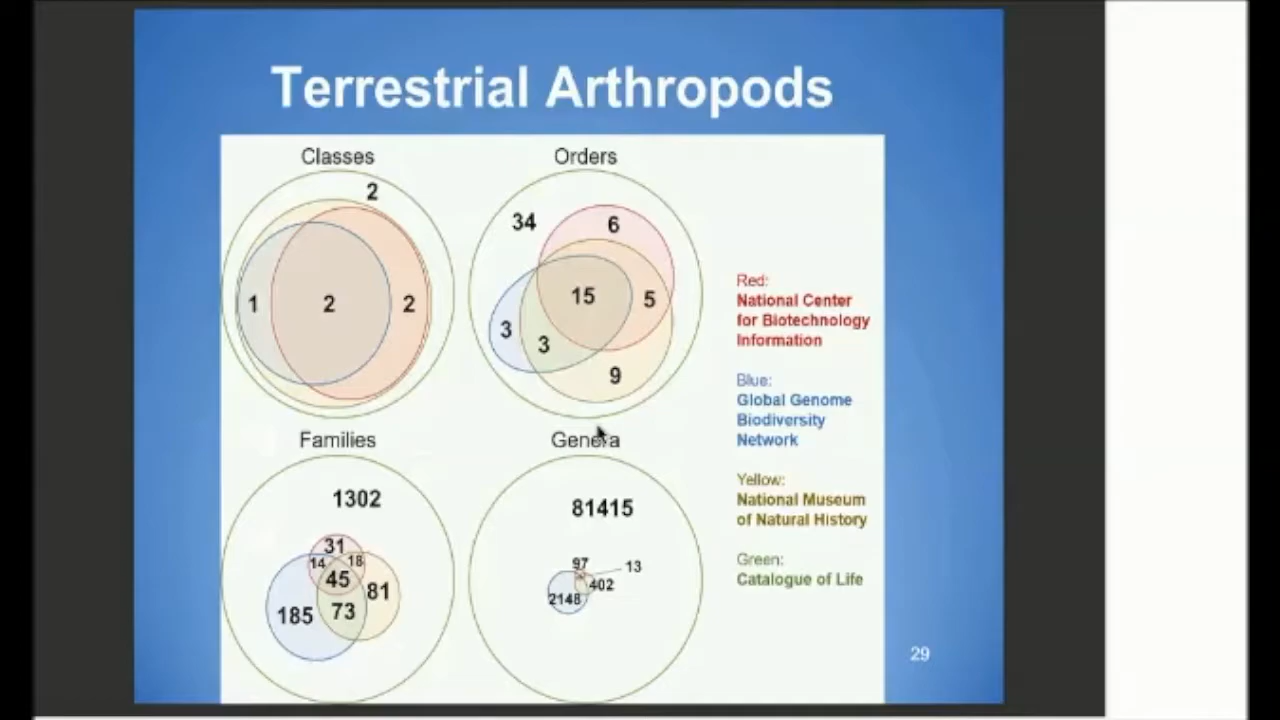 Terrestrial Arthropods
Classes
2
1
2
2
Orders
34
6
15
5
3
3
9
Families
1302
31
14
18
45
81
185
73
Genera
81415
97
13
402
2148
Red:
National Center
for Biotechnology
Information
Blue:
Global Genome
Biodiversity
Network
Yellow:
National Museum
of Natural History
Green:
Catalogue of Life
29